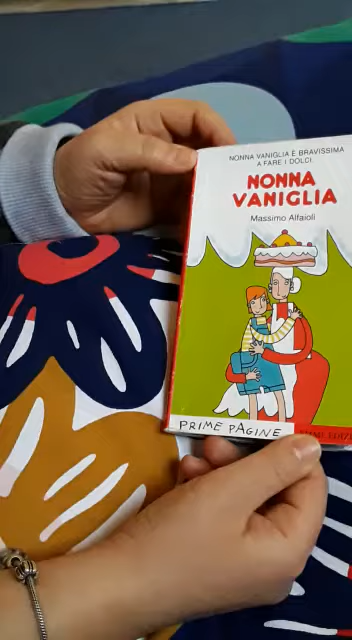 NONNA VANIGLIA È BRAVISSIMA
A FARE I DOLCI.
NONNA
VANIGLIA
Massimo Alfaioli
PRIME PAGINE